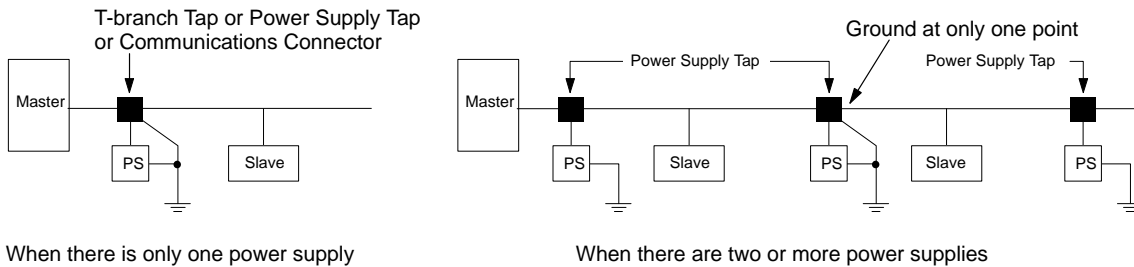 T-branch Tap or Power Supply Tap
or Communications Connector
Master
PS
Slave
When there is only one power supply
Ground at only one point
Power Supply Tap
Power Supply Tap
Master
PS
Slave
PS
Slave
PS
When there are two or more power supplies